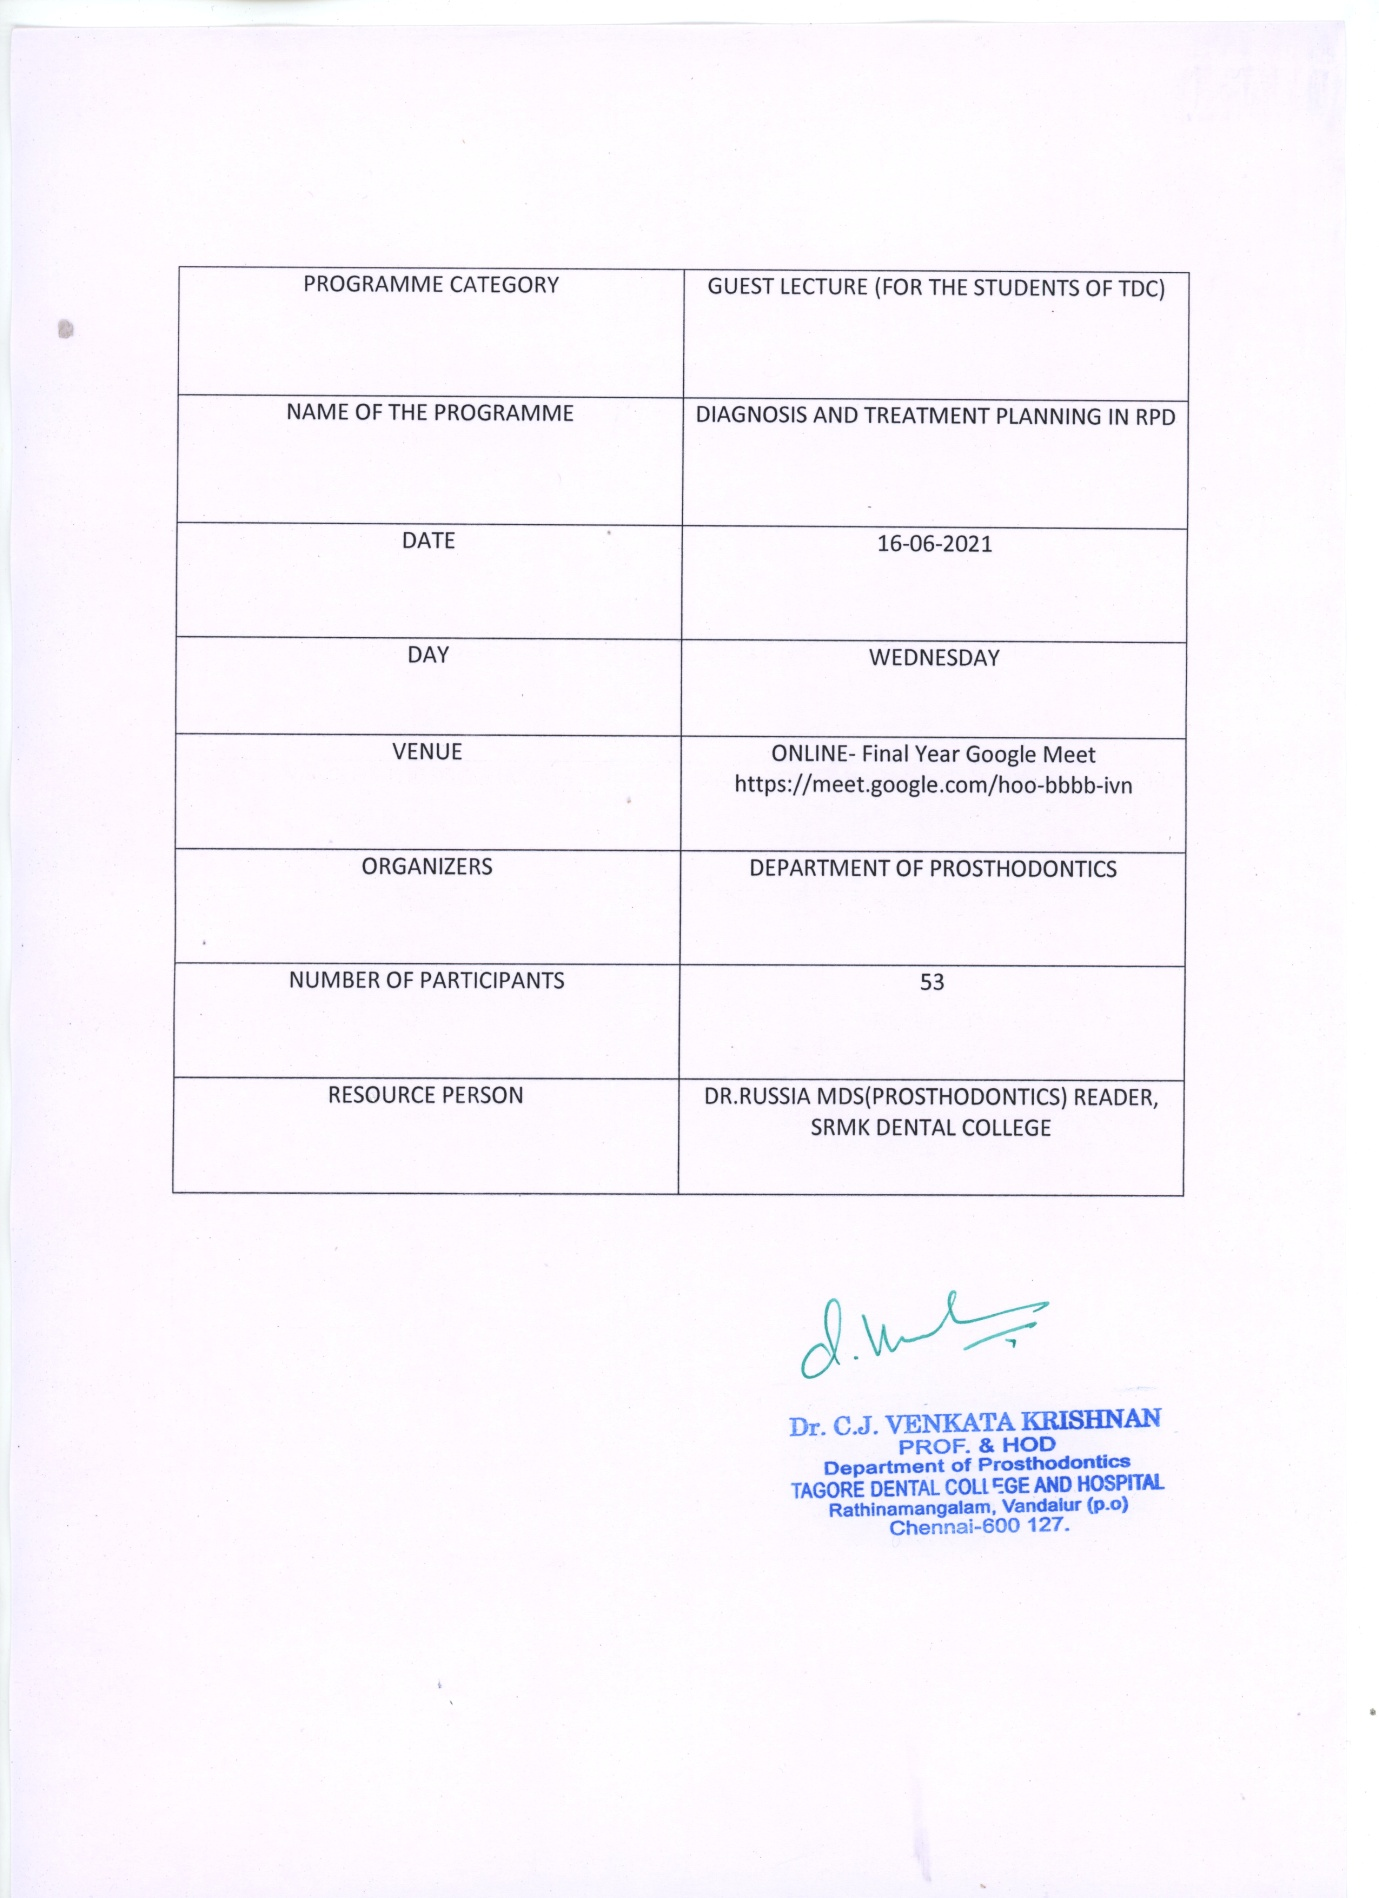 PROGRAMME CATEGORY
GUEST LECTURE (FOR THE STUDENTS OF TDC)
NAME OF THE PROGRAMME
DIAGNOSIS AND TREATMENT PLANNING IN RPD
DATE
16-06-2021
DAY
WEDNESDAY
VENUE
ONLINE- Final Year Google Meet
https://meet.google.com/hoo-bbbb-ivn
ORGANIZERS
DEPARTMENT OF PROSTHODONTICS
NUMBER OF PARTICIPANTS
53
RESOURCE PERSON
DR.RUSSIA MDS(PROSTHODONTICS) READER,
SRMK DENTAL COLLEGE
Dr. C.J. VENKATA KRISHNAN
PROF. & HOD
Department of Prosthodontics
TAGORE DENTAL COLLEGE AND HOSPITAL
Rathinamangalam, Vandalur (p.o)
Chennai-600 127.